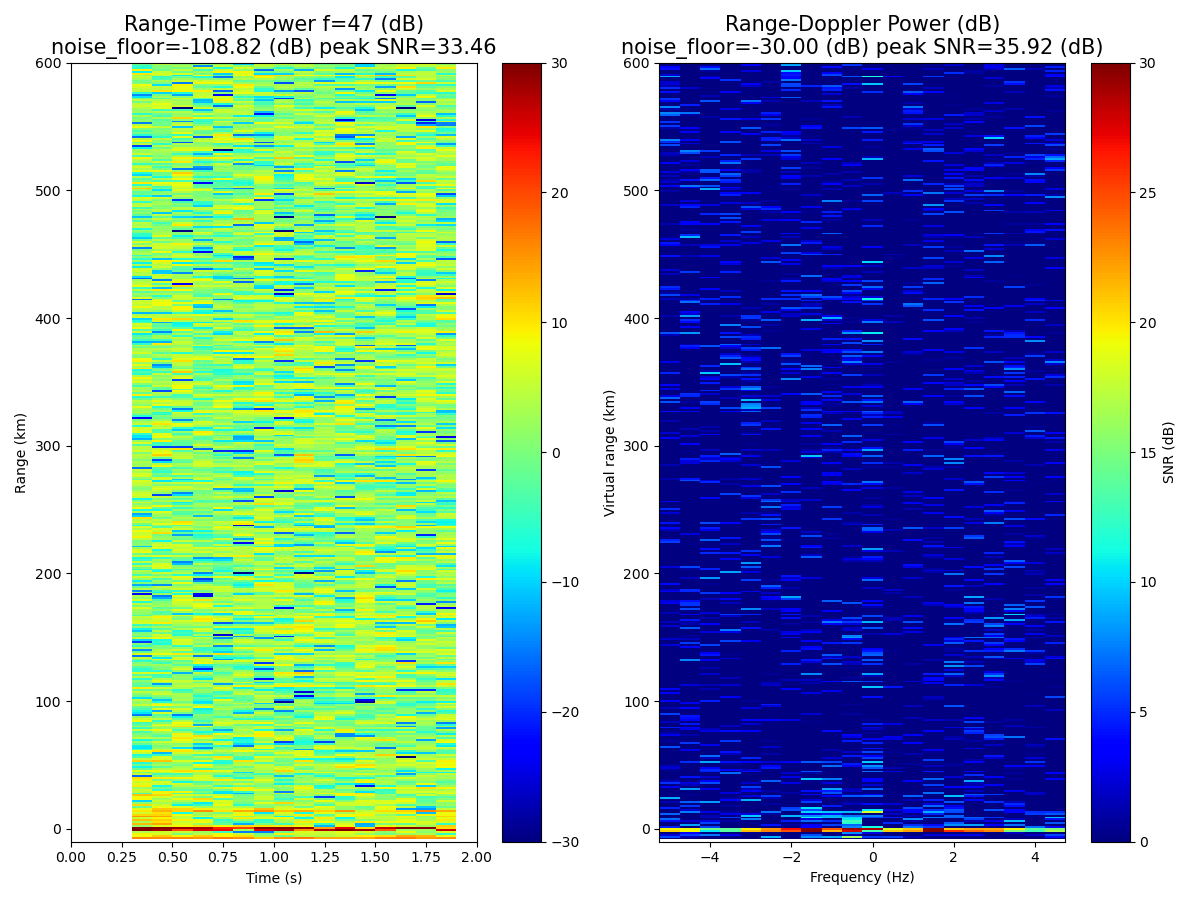 Range-Time Power f=47 (dB)
noise_floor=-108.82 (dB) peak SNR=33.46
600
500
400
300
200
100
0
Range (km)
0.00 0.25 0.50 0.75 1.00 1.25 1.50 1.75 2.00
Time (s)
30
20
10
0
−10
−20
−30
Range-Doppler Power (dB)
noise_floor=-30.00 (dB) peak SNR=35.92 (dB)
600
500
400
300
200
100
0
Virtual range (km)
−4 −2 0 2 4
Frequency (Hz)
30
25
20
15
10
5
0
SNR (dB)